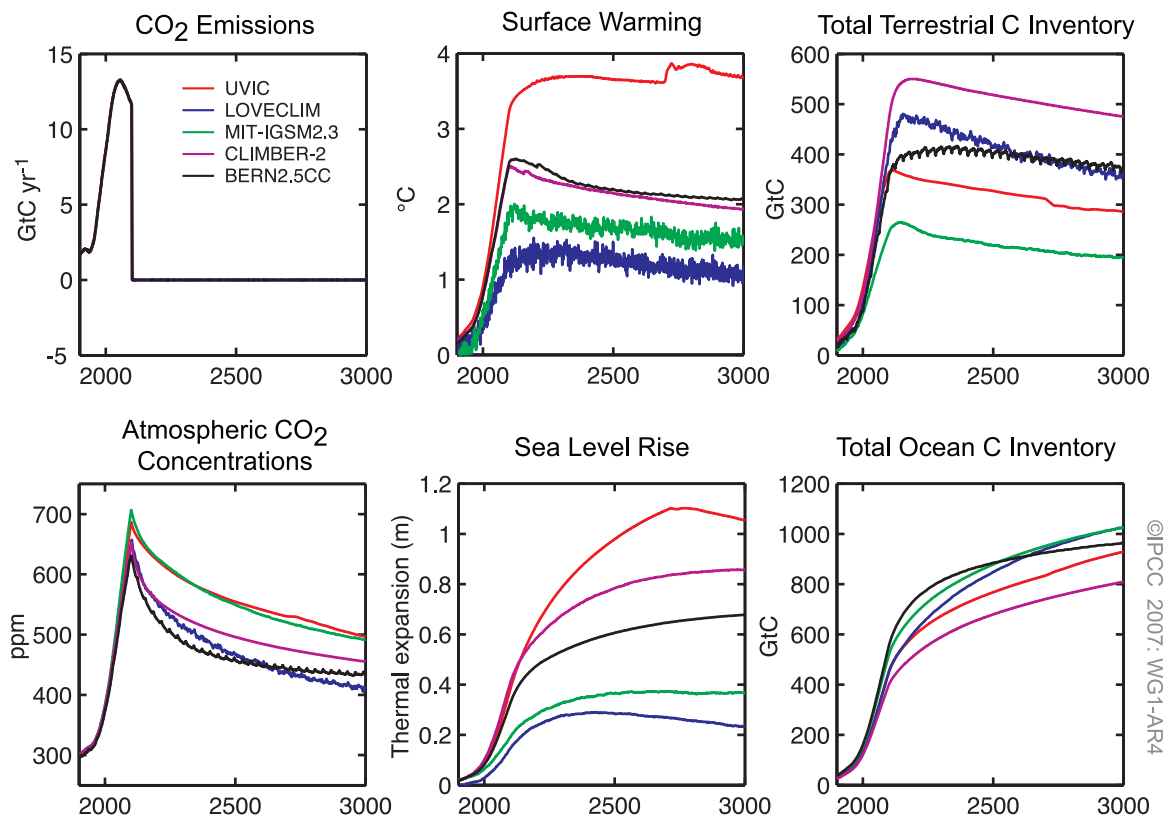 CO2 Emissions
GtC yr-1
15
10
5
0
-5
2000
2500
3000
UVIC
LOVECLIM
MIT-IGSM2.3
CLIMBER-2
BERN2.5CC
Surface Warming
°C
4
3
2
1
0
2000
2500
3000
Total Terrestrial C Inventory
GtC
600
500
400
300
200
100
0
2000
2500
3000
Atmospheric CO2
Concentrations
ppm
700
600
500
400
300
2000
2500
3000
Sea Level Rise
Thermal expansion (m)
1.2
1
0.8
0.6
0.4
0.2
0
2000
2500
3000
Total Ocean C Inventory
GtC
1200
1000
800
600
400
200
0
2000
2500
3000
©IPCC 2007: WG1-AR4